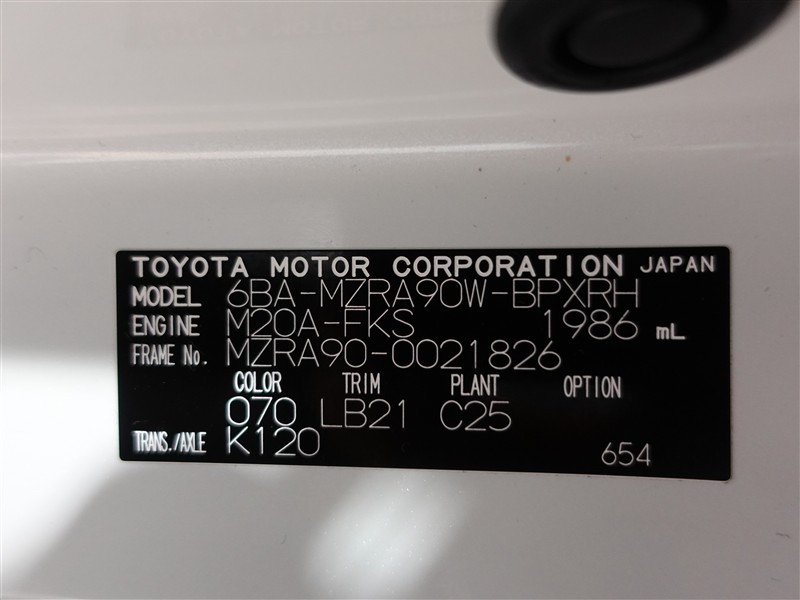 TOYOTA MOTOR CORPORATION JAPAN
MODEL 6BA-MZRA90W-BPXRH
ENGINE M20A-FKS 1986 mL
FRAME No. MZRA90-0021826
COLOR TRIM PLANT OPTION
070 LB21 C25
TRANS./AXLE K120 654